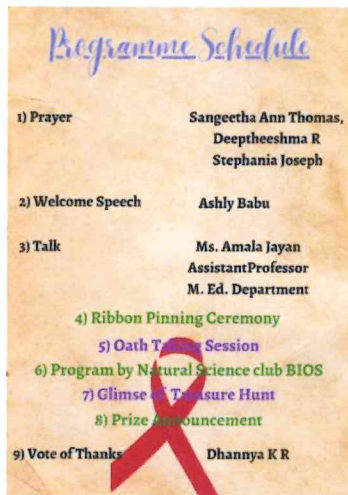 Programme Schedule
1) Prayer Sangeetha Ann Thomas,
Deeptheeshma R
Stephania Joseph
2) Welcome Speech Ashly Babu
3) Talk Ms. Amala Jayan
AssistantProfessor
M. Ed. Department
4) Ribbon Pinning Ceremony
5) Oath Taking Session
6) Program by Natural Science club BIOS
7) Glimse of Treasure Hunt
8) Prize Announcement
9) Vote of Thanks Dhannya K R